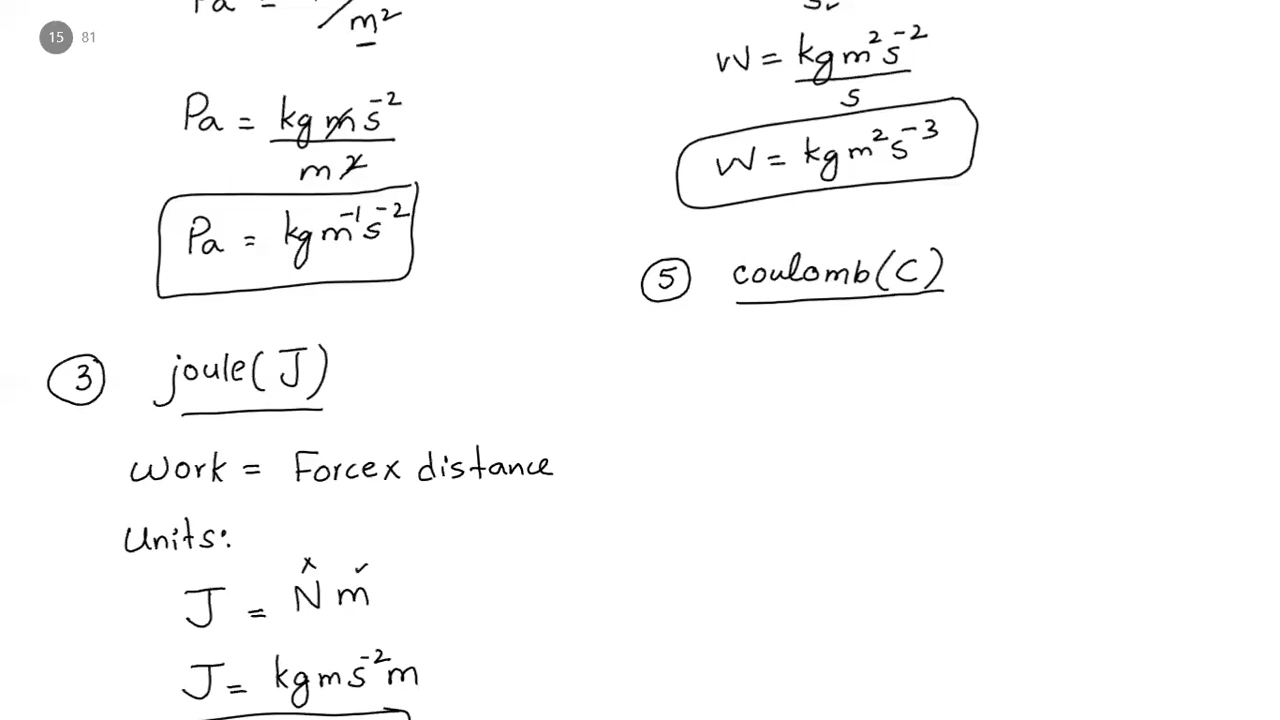 15 81
Pa =
m²
Pa = kg m s⁻²
m²
Pa = kg m⁻¹ s⁻²
③ joule (J)
work = Force x distance
Units:
x ✓
J = N m
J = kg m s⁻² m
W = kg m² s⁻²
s
W = kg m² s⁻³
⑤ coulomb (C)